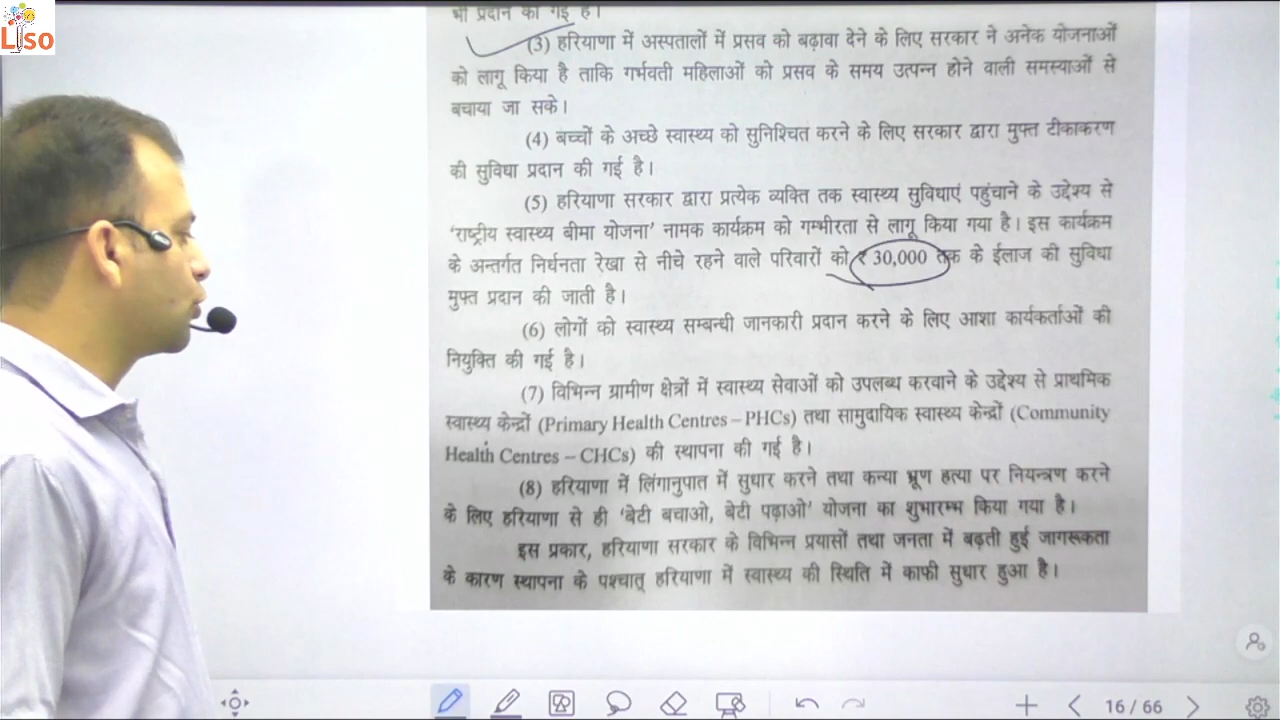 Liso
भी प्रदान की गई है।
(3) हरियाणा में अस्पतालों में प्रसव को बढ़ावा देने के लिए सरकार ने अनेक योजनाओं
को लागू किया है ताकि गर्भवती महिलाओं को प्रसव के समय उत्पन्न होने वाली समस्याओं से
बचाया जा सके।
(4) बच्चों के अच्छे स्वास्थ्य को सुनिश्चित करने के लिए सरकार द्वारा मुफ्त टीकाकरण
की सुविधा प्रदान की गई है।
(5) हरियाणा सरकार द्वारा प्रत्येक व्यक्ति तक स्वास्थ्य सुविधाएं पहुंचाने के उद्देश्य से
‘राष्ट्रीय स्वास्थ्य बीमा योजना’ नामक कार्यक्रम को गम्भीरता से लागू किया गया है। इस कार्यक्रम
के अन्तर्गत निर्धनता रेखा से नीचे रहने वाले परिवारों को ₹ 30,000 तक के ईलाज की सुविधा
मुफ्त प्रदान की जाती है।
(6) लोगों को स्वास्थ्य सम्बन्धी जानकारी प्रदान करने के लिए आशा कार्यकर्ताओं की
नियुक्ति की गई है।
(7) विभिन्न ग्रामीण क्षेत्रों में स्वास्थ्य सेवाओं को उपलब्ध करवाने के उद्देश्य से प्राथमिक
स्वास्थ्य केन्द्रों (Primary Health Centres – PHCs) तथा सामुदायिक स्वास्थ्य केन्द्रों (Community
Health Centres – CHCs) की स्थापना की गई है।
(8) हरियाणा में लिंगानुपात में सुधार करने तथा कन्या भ्रूण हत्या पर नियन्त्रण करने
के लिए हरियाणा से ही ‘बेटी बचाओ, बेटी पढ़ाओ’ योजना का शुभारम्भ किया गया है।
इस प्रकार, हरियाणा सरकार के विभिन्न प्रयासों तथा जनता में बढ़ती हुई जागरूकता
के कारण स्थापना के पश्चात् हरियाणा में स्वास्थ्य की स्थिति में काफी सुधार हुआ है।
16 / 66